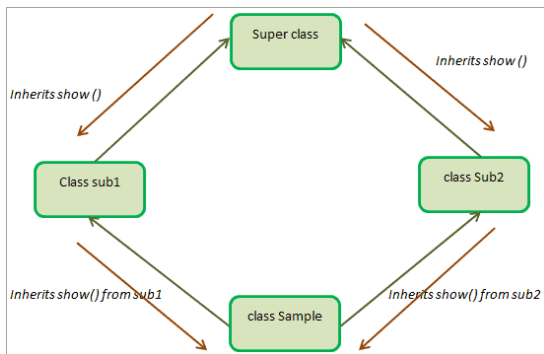 Super class
Inherits show ()
Inherits show ()
Class sub1
class Sub2
Inherits show() from sub1
Inherits show() from sub2
class Sample